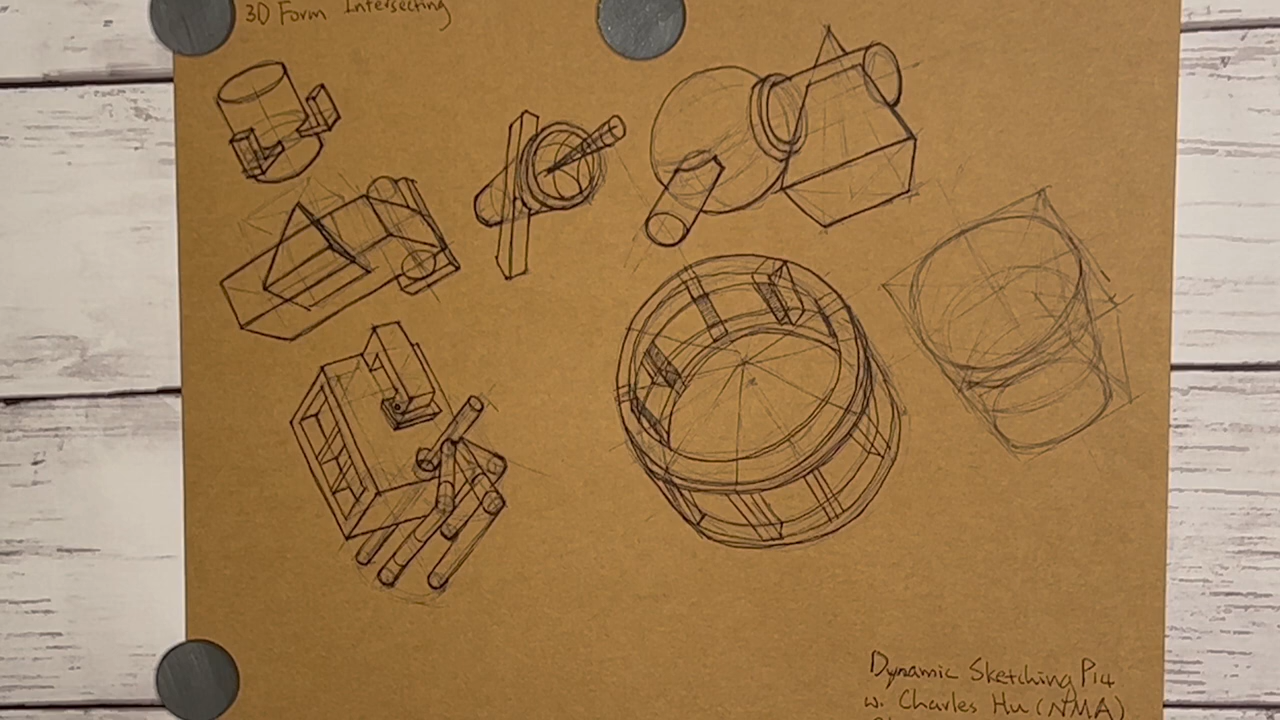 3D Form Intersecting
Dynamic Sketching P14
w. Charles Hu (NMA)